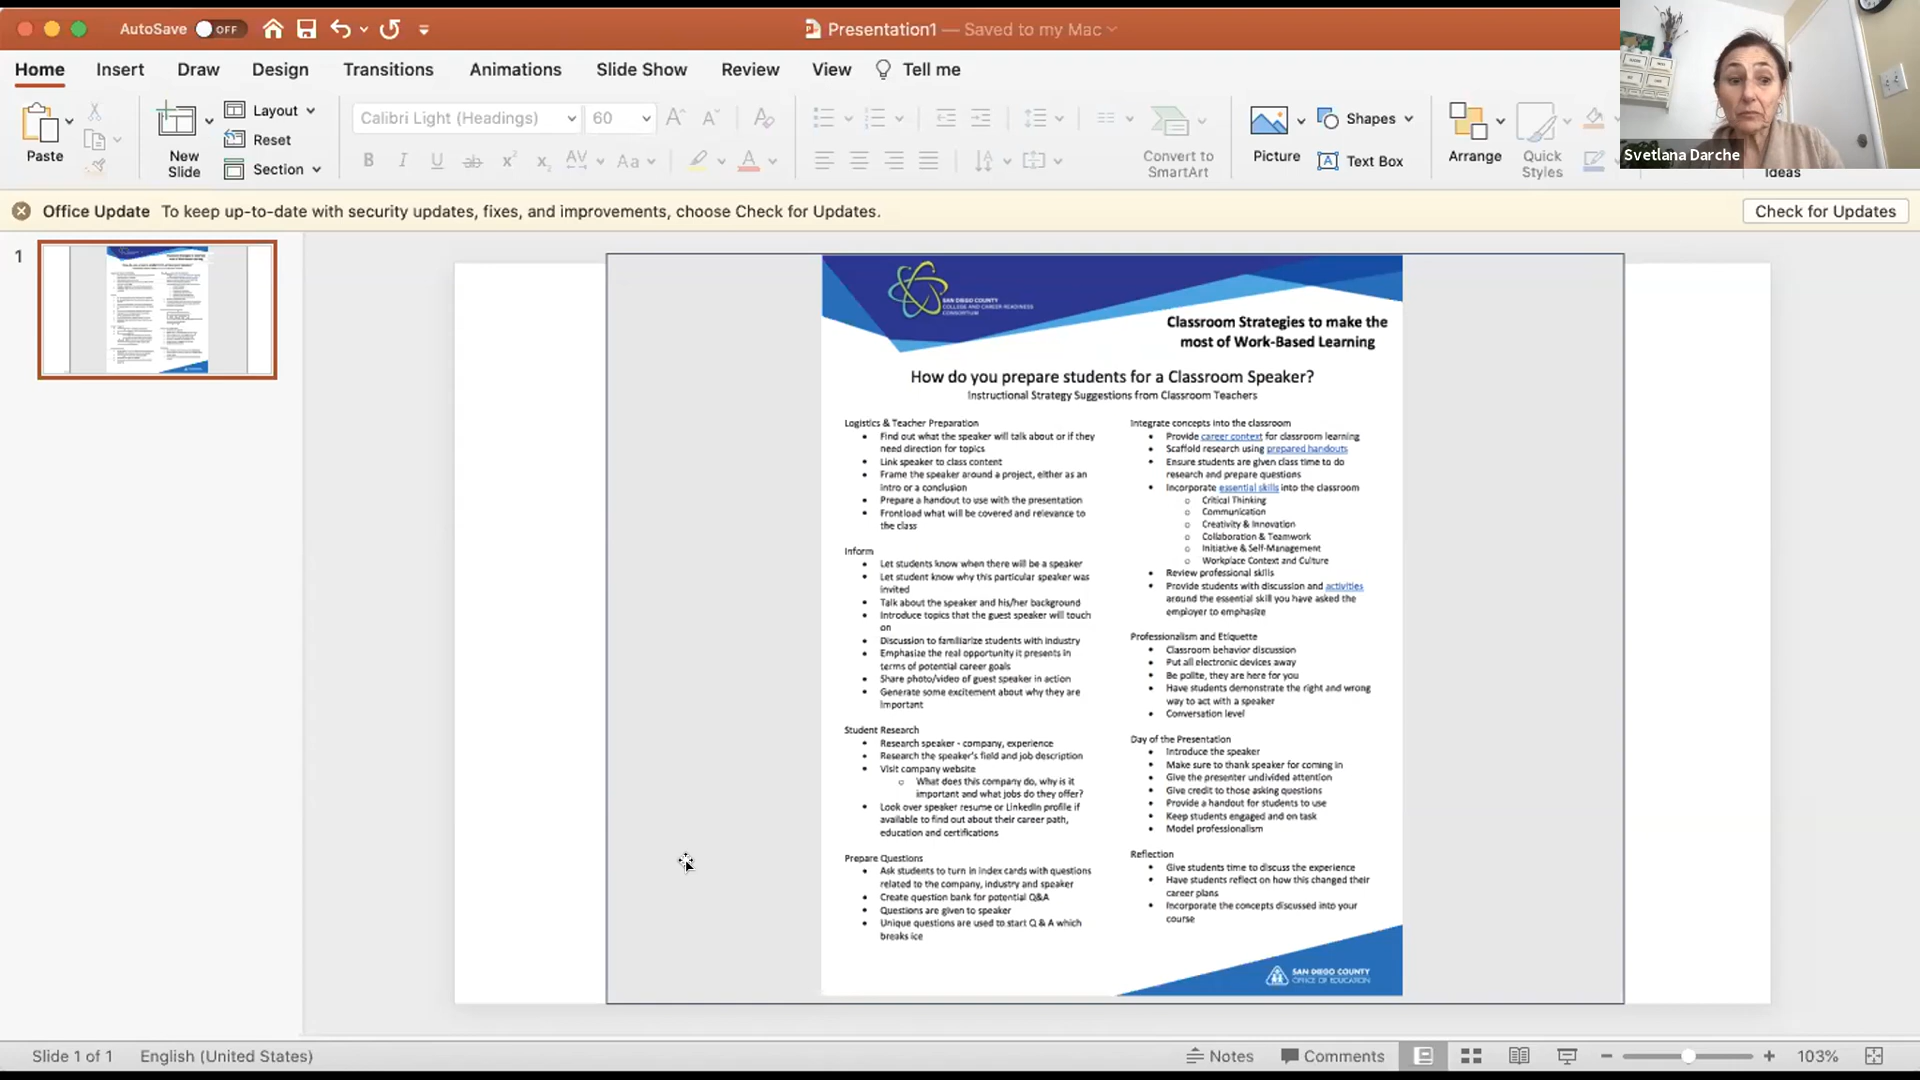 AutoSave OFF
Presentation1 — Saved to my Mac
Home Insert Draw Design Transitions Animations Slide Show Review View Tell me
Paste
New
Slide
Layout
Reset
Section
Calibri Light (Headings) 60
Convert to
SmartArt
Picture
Shapes
Text Box
Arrange
Quick
Styles
Ideas
Svetlana Darche
Office Update To keep up-to-date with security updates, fixes, and improvements, choose Check for Updates.
Check for Updates
1
SAN DIEGO COUNTY
COLLEGE AND CAREER READINESS
CONSORTIUM
Classroom Strategies to make the
most of Work-Based Learning
How do you prepare students for a Classroom Speaker?
Instructional Strategy Suggestions from Classroom Teachers
Logistics & Teacher Preparation
• Find out what the speaker will talk about or if they
need direction for topics
• Link speaker to class content
• Frame the speaker around a project, either as an
intro or a conclusion
• Prepare a handout to use with the presentation
• Frontload what will be covered and relevance to
the class
Inform
• Let students know when there will be a speaker
• Let student know why this particular speaker was
invited
• Talk about the speaker and his/her background
• Introduce topics that the guest speaker will touch
on
• Discussion to familiarize students with industry
• Emphasize the real opportunity it presents in
terms of potential career goals
• Share photo/video of guest speaker in action
• Generate some excitement about why they are
important
Student Research
• Research speaker - company, experience
• Research the speaker's field and job description
• Visit company website
o What does this company do, why is it
important and what jobs do they offer?
• Look over speaker resume or LinkedIn profile if
available to find out about their career path,
education and certifications
Prepare Questions
• Ask students to turn in index cards with questions
related to the company, industry and speaker
• Create question bank for potential Q&A
• Questions are given to speaker
• Unique questions are used to start Q & A which
breaks ice
Integrate concepts into the classroom
• Provide career context for classroom learning
• Scaffold research using prepared handouts
• Ensure students are given class time to do
research and prepare questions
• Incorporate essential skills into the classroom
o Critical Thinking
o Communication
o Creativity & Innovation
o Collaboration & Teamwork
o Initiative & Self-Management
o Workplace Context and Culture
• Review professional skills
• Provide students with discussion and activities
around the essential skill you have asked the
employer to emphasize
Professionalism and Etiquette
• Classroom behavior discussion
• Put all electronic devices away
• Be polite, they are here for you
• Have students demonstrate the right and wrong
way to act with a speaker
• Conversation level
Day of the Presentation
• Introduce the speaker
• Make sure to thank speaker for coming in
• Give the presenter undivided attention
• Give credit to those asking questions
• Provide a handout for students to use
• Keep students engaged and on task
• Model professionalism
Reflection
• Give students time to discuss the experience
• Have students reflect on how this changed their
career plans
• Incorporate the concepts discussed into your
course
SAN DIEGO COUNTY
OFFICE OF EDUCATION
Slide 1 of 1 English (United States) Notes Comments 103%